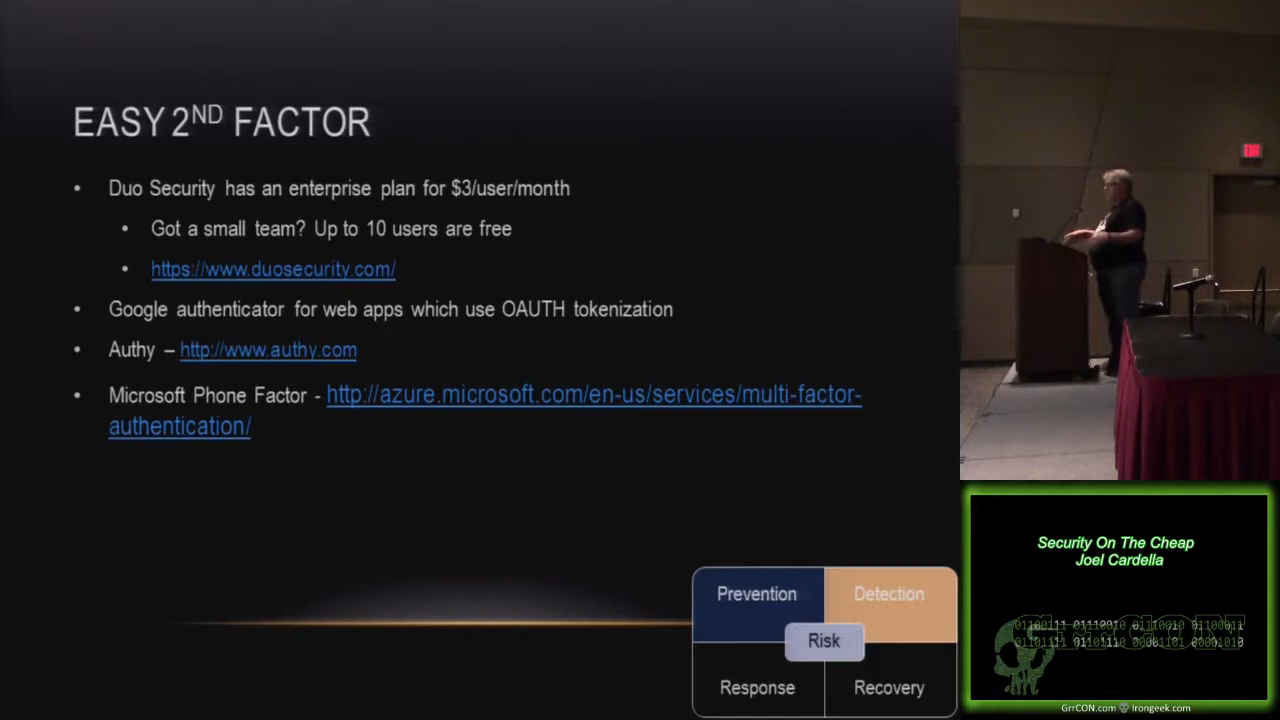 EASY 2ND FACTOR
• Duo Security has an enterprise plan for $3/user/month
• Got a small team? Up to 10 users are free
• https://www.duosecurity.com/
• Google authenticator for web apps which use OAUTH tokenization
• Authy – http://www.authy.com
• Microsoft Phone Factor - http://azure.microsoft.com/en-us/services/multi-factor-
authentication/
Prevention
Detection
Risk
Response
Recovery
Security On The Cheap
Joel Cardella
GrrCON
GrrCON.com Irongeek.com